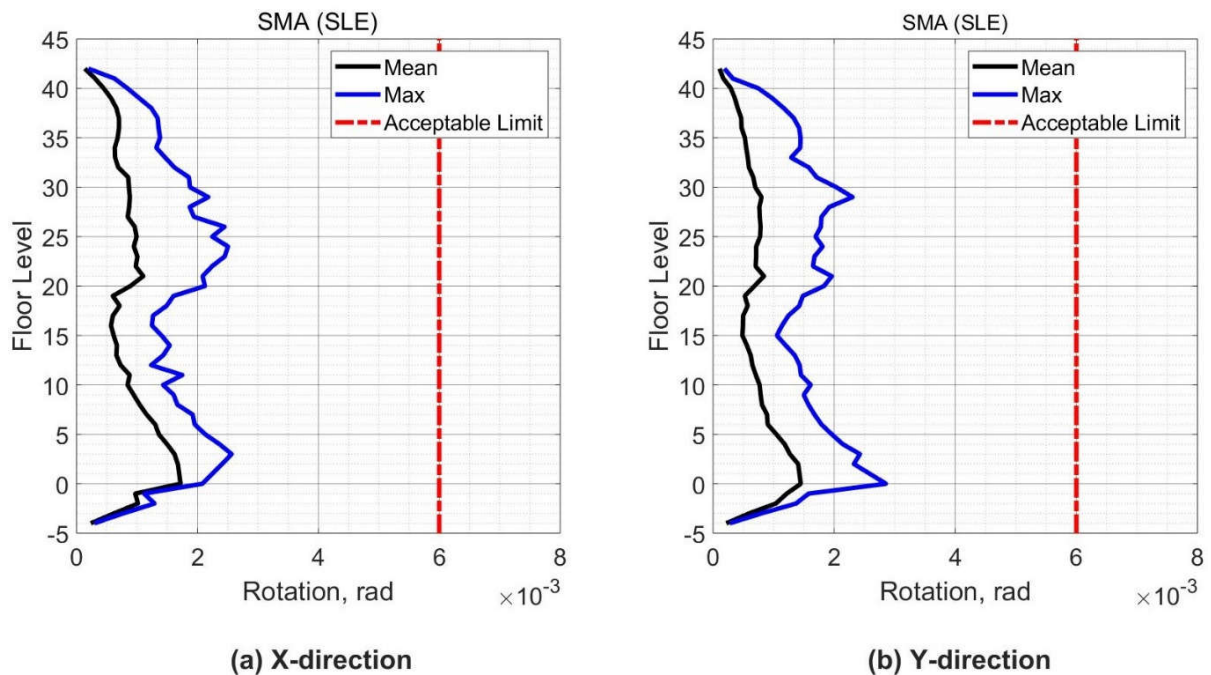 SMA (SLE)
45
40
35
30
25
20
15
10
5
0
-5
Floor Level
Mean
Max
Acceptable Limit
0
2
4
6
8
Rotation, rad
×10⁻³
(a) X-direction
SMA (SLE)
45
40
35
30
25
20
15
10
5
0
-5
Floor Level
Mean
Max
Acceptable Limit
0
2
4
6
8
Rotation, rad
×10⁻³
(b) Y-direction